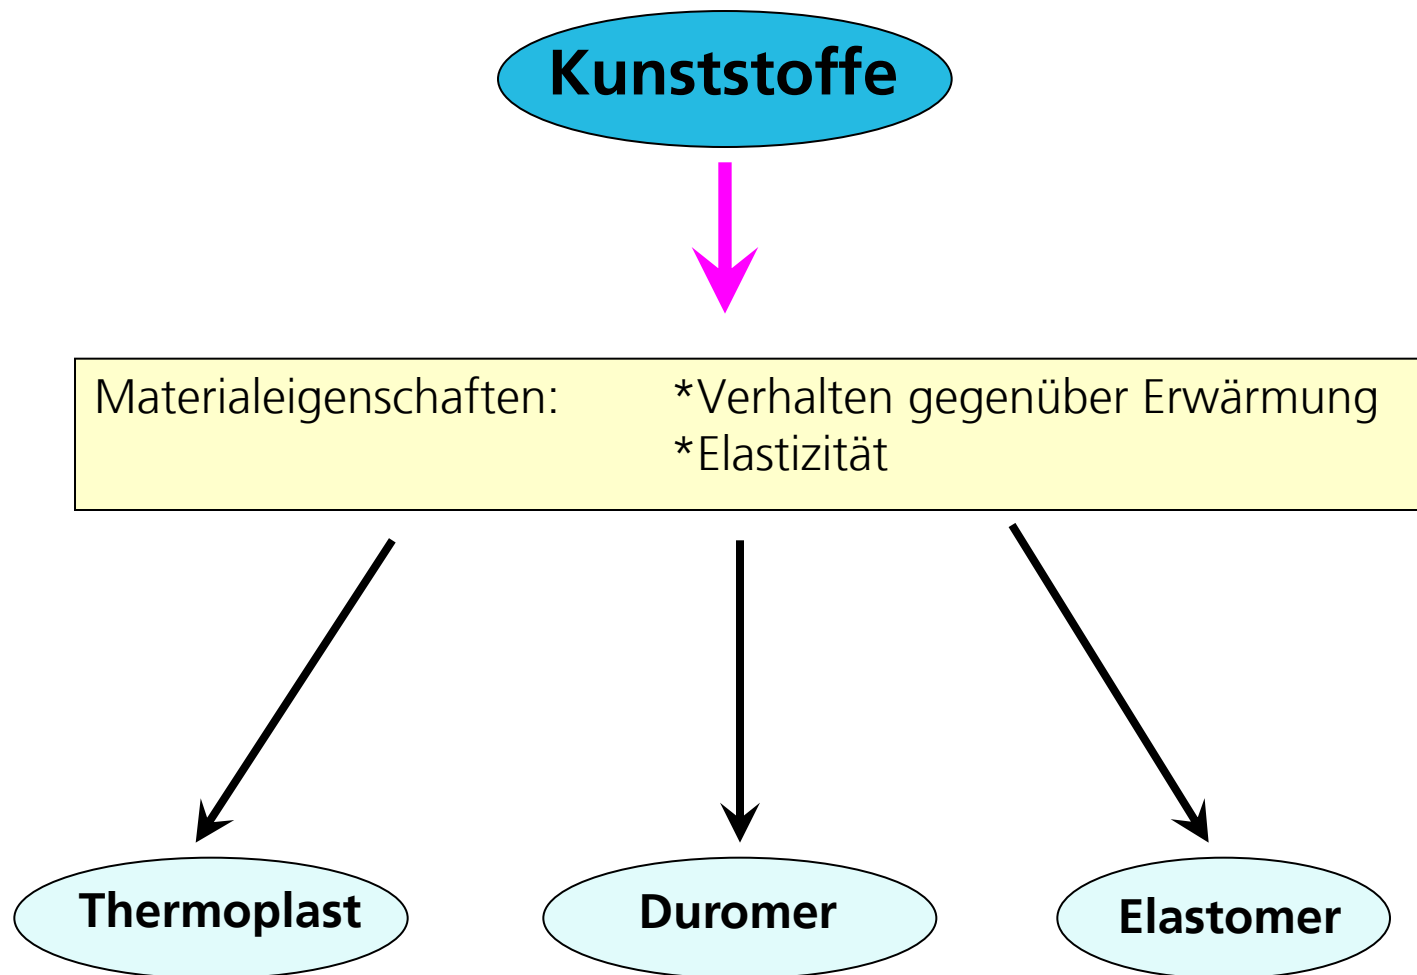 Kunststoffe
Materialeigenschaften: *Verhalten gegenüber Erwärmung
*Elastizität
Thermoplast
Duromer
Elastomer